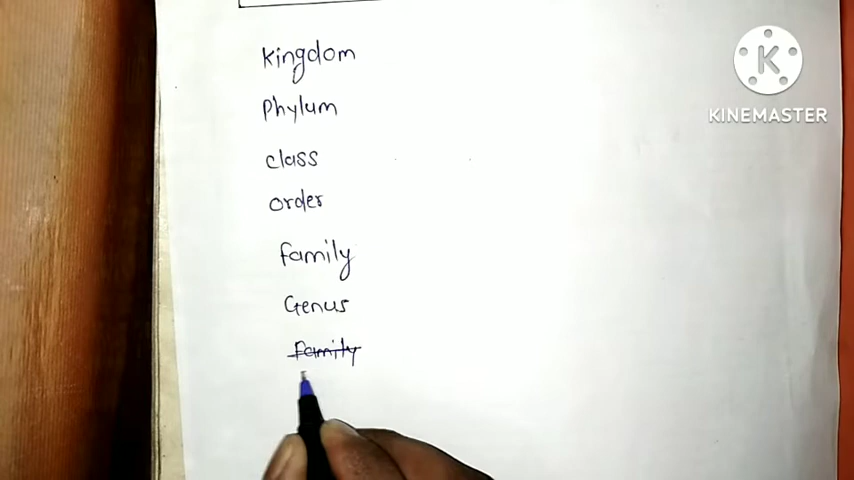 Kingdom
Phylum
class
order
family
Genus
family
K
KINEMASTER